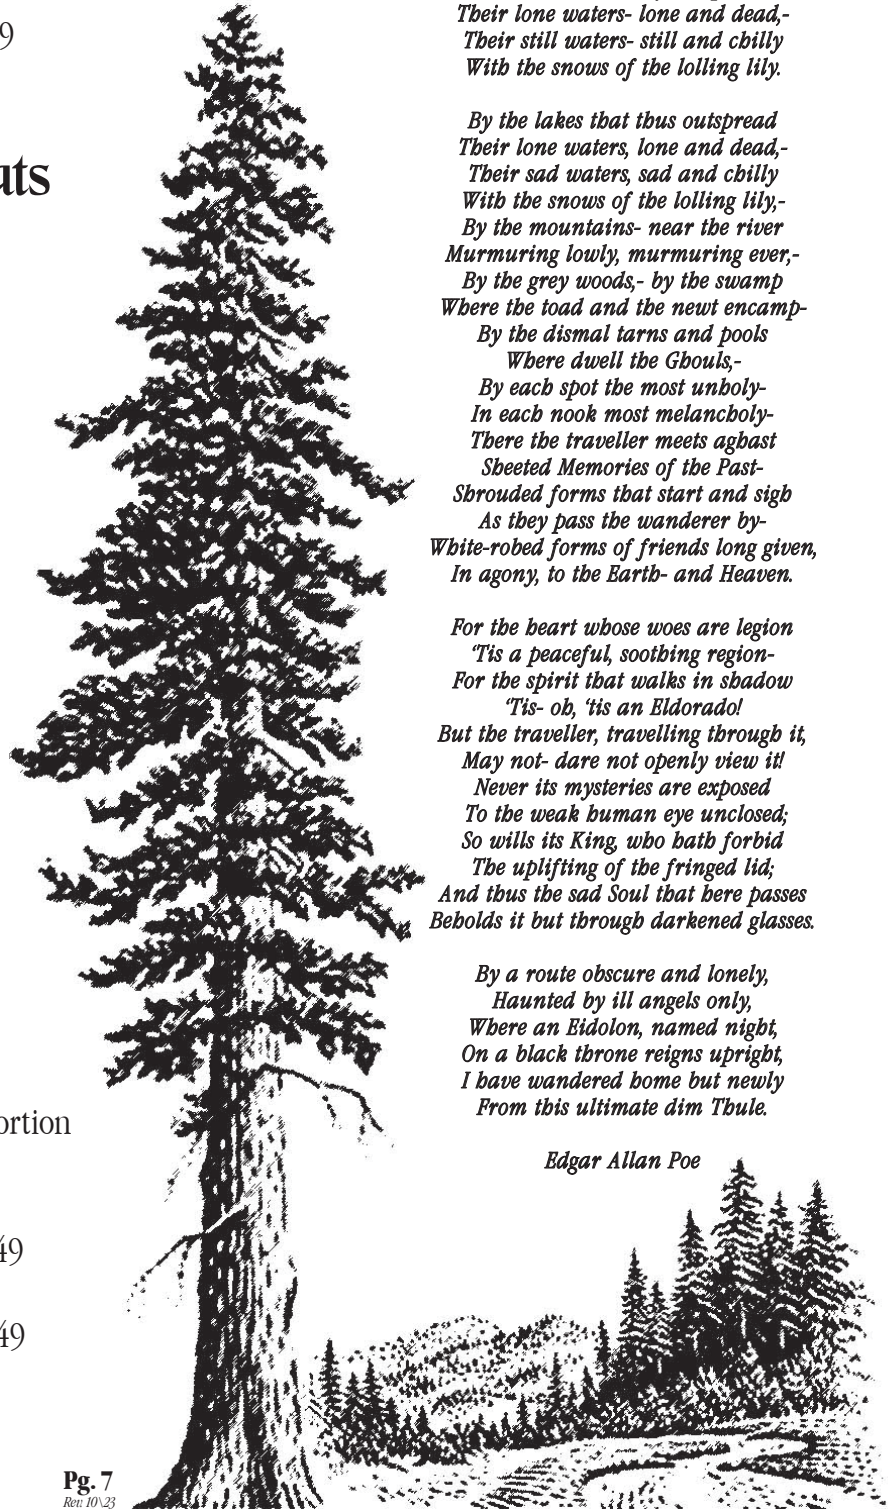 9
uts
ortion
49
49
Their lone waters- lone and dead,-
Their still waters- still and chilly
With the snows of the lolling lily.
By the lakes that thus outspread
Their lone waters, lone and dead,-
Their sad waters, sad and chilly
With the snows of the lolling lily,-
By the mountains- near the river
Murmuring lowly, murmuring ever,-
By the grey woods,- by the swamp
Where the toad and the newt encamp-
By the dismal tarns and pools
Where dwell the Ghouls,-
By each spot the most unholy-
In each nook most melancholy-
There the traveller meets aghast
Sheeted Memories of the Past-
Shrouded forms that start and sigh
As they pass the wanderer by-
White-robed forms of friends long given,
In agony, to the Earth- and Heaven.
For the heart whose woes are legion
‘Tis a peaceful, soothing region-
For the spirit that walks in shadow
‘Tis- oh, ‘tis an Eldorado!
But the traveller, travelling through it,
May not- dare not openly view it!
Never its mysteries are exposed
To the weak human eye unclosed;
So wills its King, who hath forbid
The uplifting of the fringed lid;
And thus the sad Soul that here passes
Beholds it but through darkened glasses.
By a route obscure and lonely,
Haunted by ill angels only,
Where an Eidolon, named night,
On a black throne reigns upright,
I have wandered home but newly
From this ultimate dim Thule.
Edgar Allan Poe
Pg. 7
Rev: 10\23